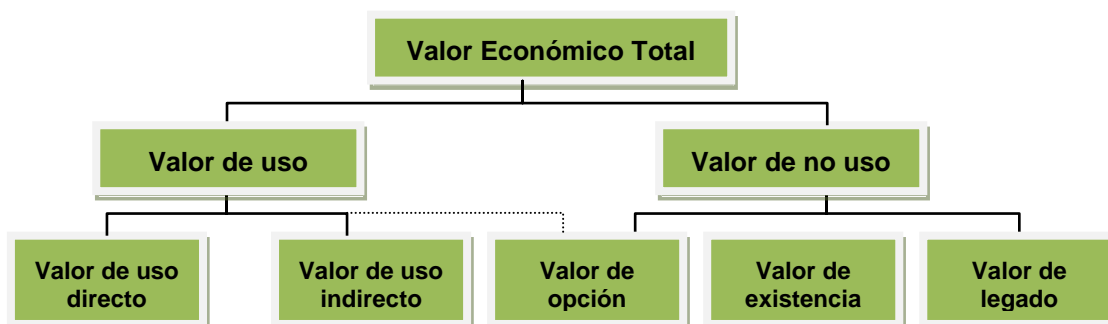 Valor Económico Total
Valor de uso
Valor de no uso
Valor de uso
directo
Valor de uso
indirecto
Valor de
opción
Valor de
existencia
Valor de
legado